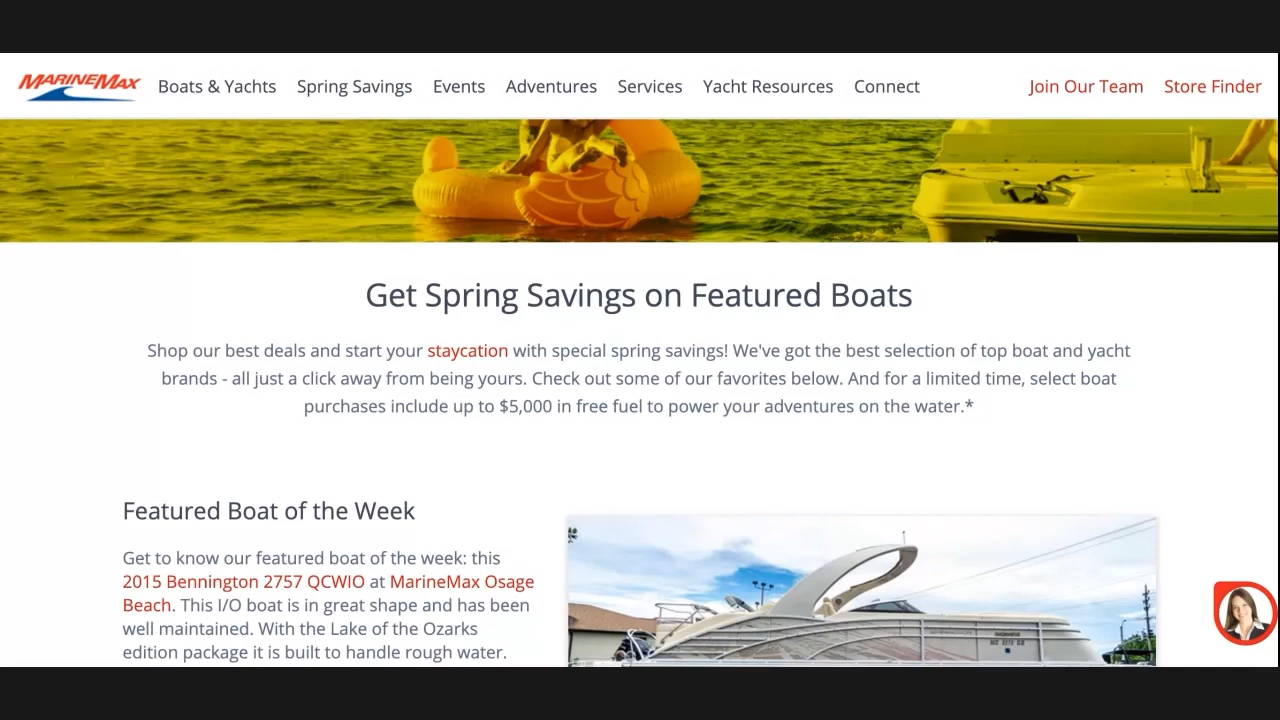 MARINEMAX Boats & Yachts Spring Savings Events Adventures Services Yacht Resources Connect Join Our Team Store Finder
Get Spring Savings on Featured Boats
Shop our best deals and start your staycation with special spring savings! We've got the best selection of top boat and yacht
brands - all just a click away from being yours. Check out some of our favorites below. And for a limited time, select boat
purchases include up to $5,000 in free fuel to power your adventures on the water.*
Featured Boat of the Week
Get to know our featured boat of the week: this
2015 Bennington 2757 QCWIO at MarineMax Osage
Beach. This I/O boat is in great shape and has been
well maintained. With the Lake of the Ozarks
edition package it is built to handle rough water.